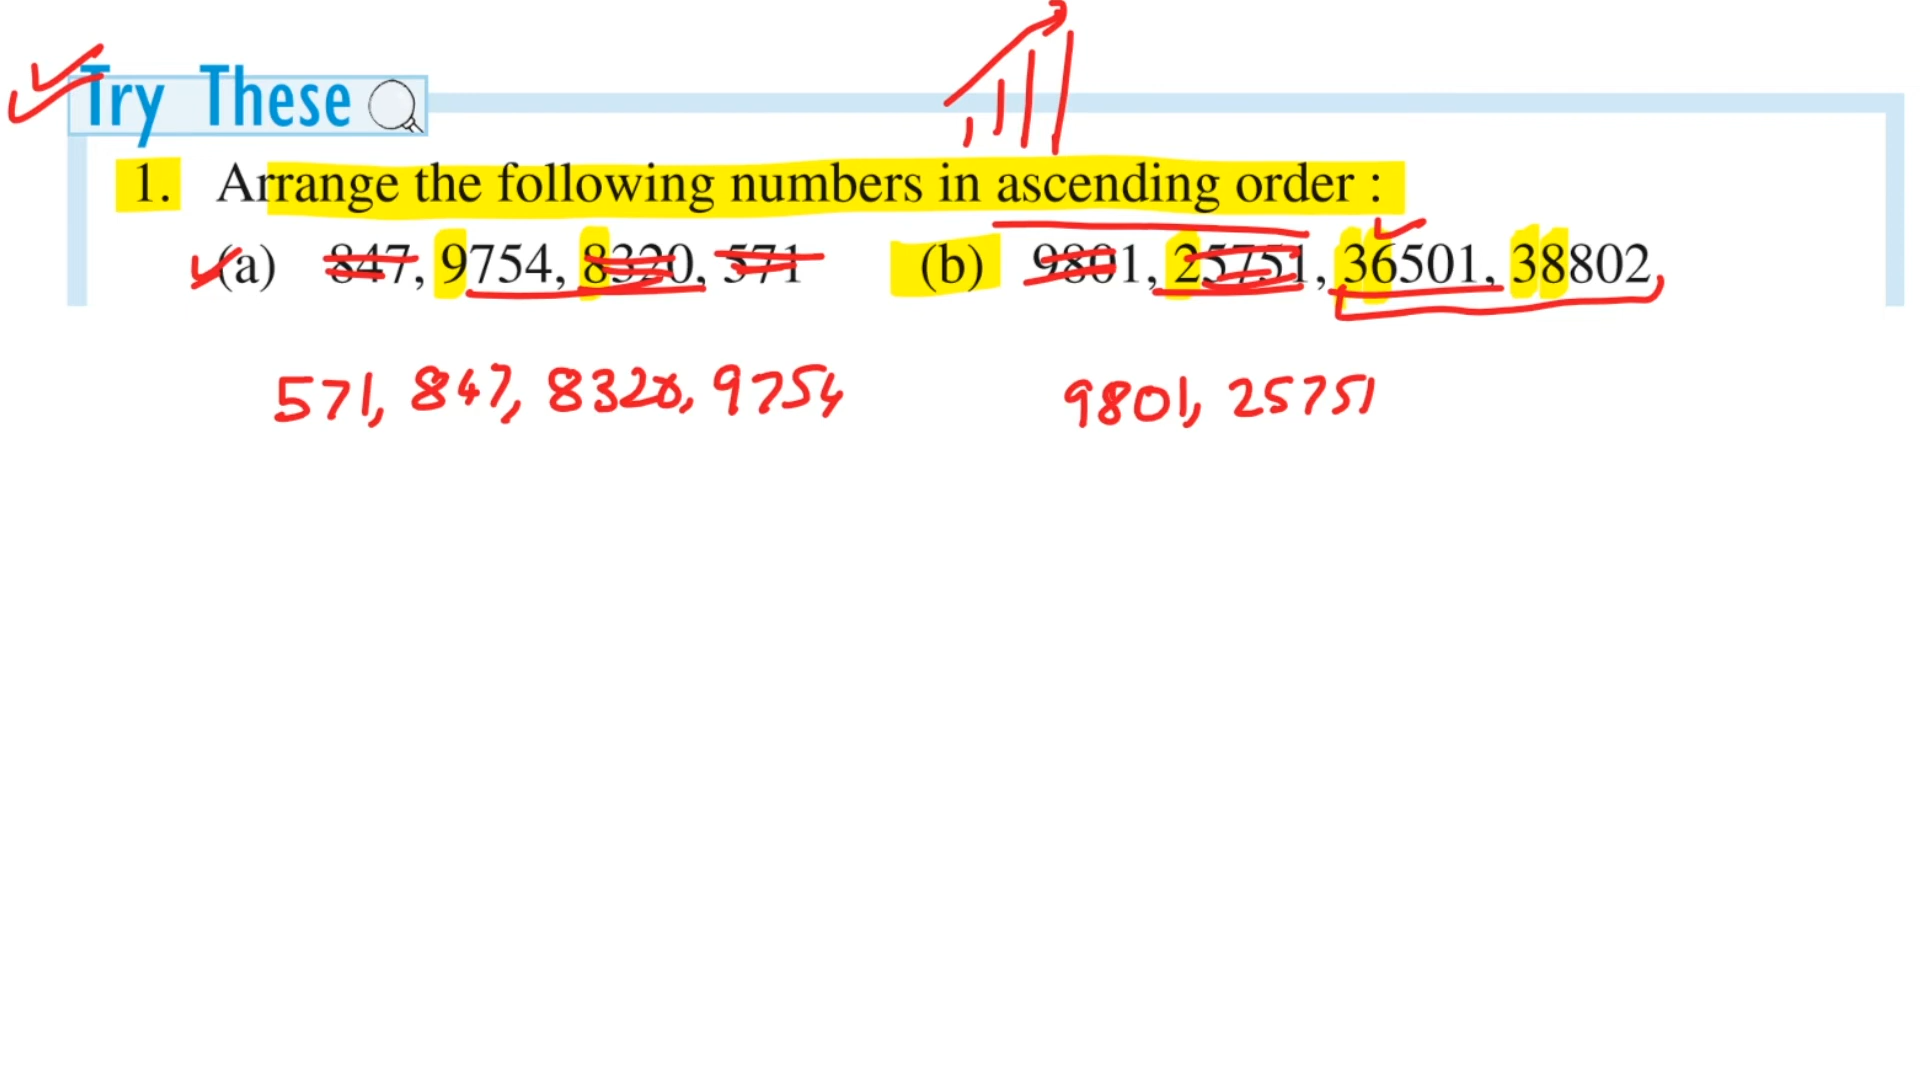 Try These
1. Arrange the following numbers in ascending order :
(a) 847, 9754, 8320, 571 (b) 9801, 25751, 36501, 38802
571, 847, 8320, 9754 9801, 25751